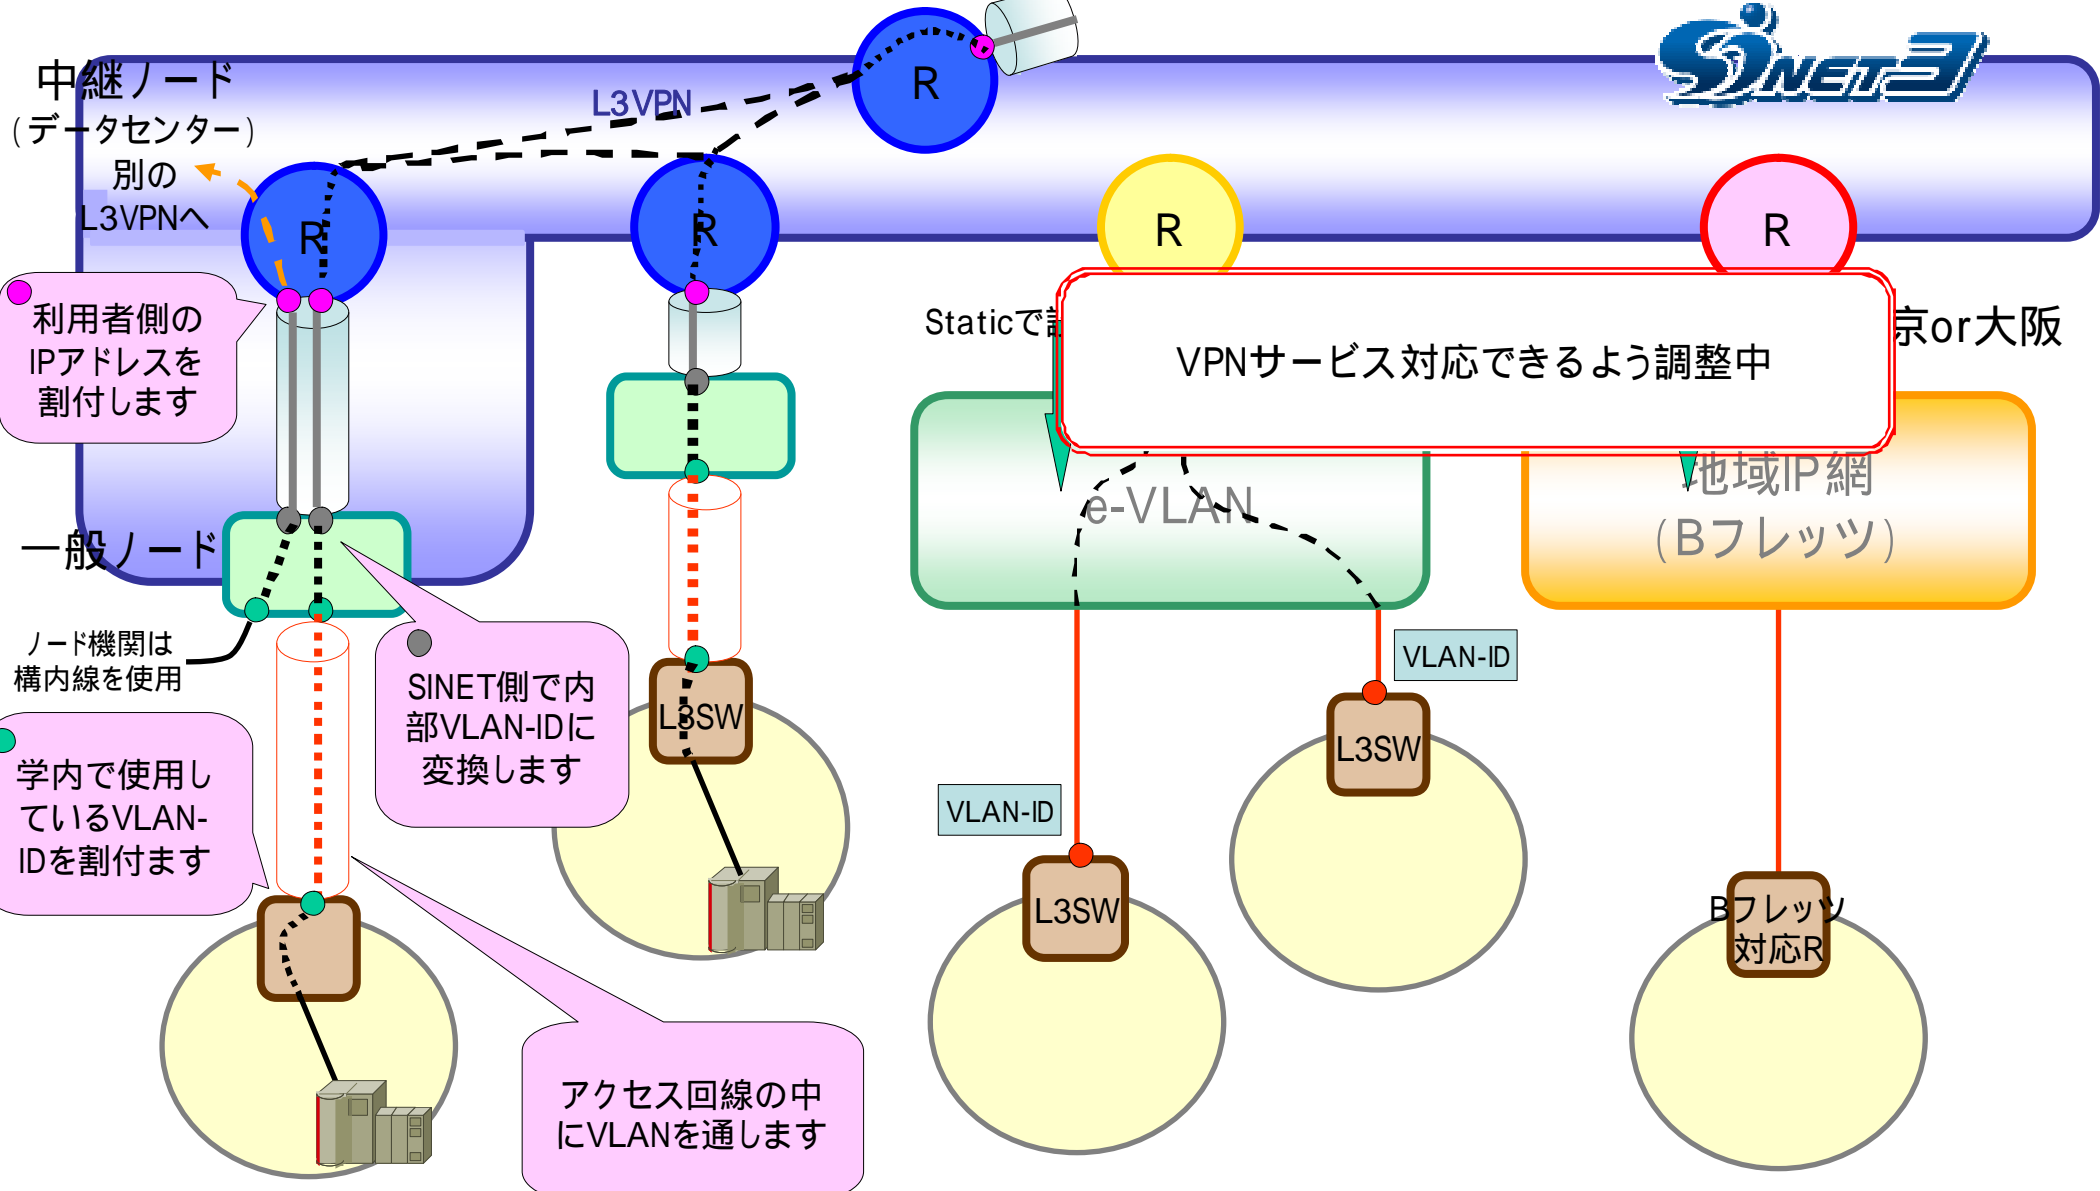 SINET3
中継ノード
(データセンター)
別の
L3VPNへ
L3VPN
R
R
R
R
R
利用者側の
IPアドレスを
割付します
Staticで
京or大阪
VPNサービス対応できるよう調整中
e-VLAN
地域IP網
(Bフレッツ)
一般ノード
ノード機関は
構内線を使用
SINET側で内
部VLAN-IDに
変換します
L3SW
VLAN-ID
L3SW
学内で使用し
ているVLAN-
IDを割付ます
VLAN-ID
L3SW
Bフレッツ
対応R
アクセス回線の中
にVLANを通します